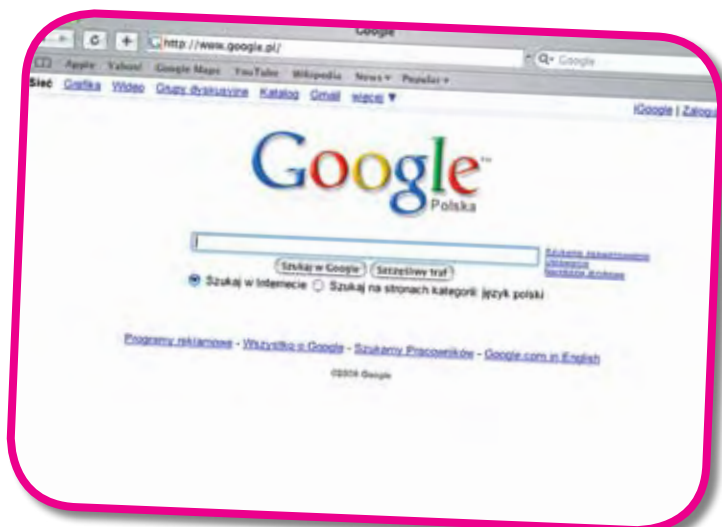 Google
http://www.google.pl/
Q▾ Google
Apple Yahoo! Google Maps YouTube Wikipedia News ▾ Popular ▾
Sieć Grafika Wideo Grupy dyskusyjne Katalog Gmail więcej ▼
iGoogle |
Google™
Polska
Szukaj w Google Szczęśliwy traf
Szukaj w Internecie Szukaj na stronach kategorii: język polski
Programy reklamowe - Wszystko o Google - Szukamy Pracowników - Google.com in English
Google